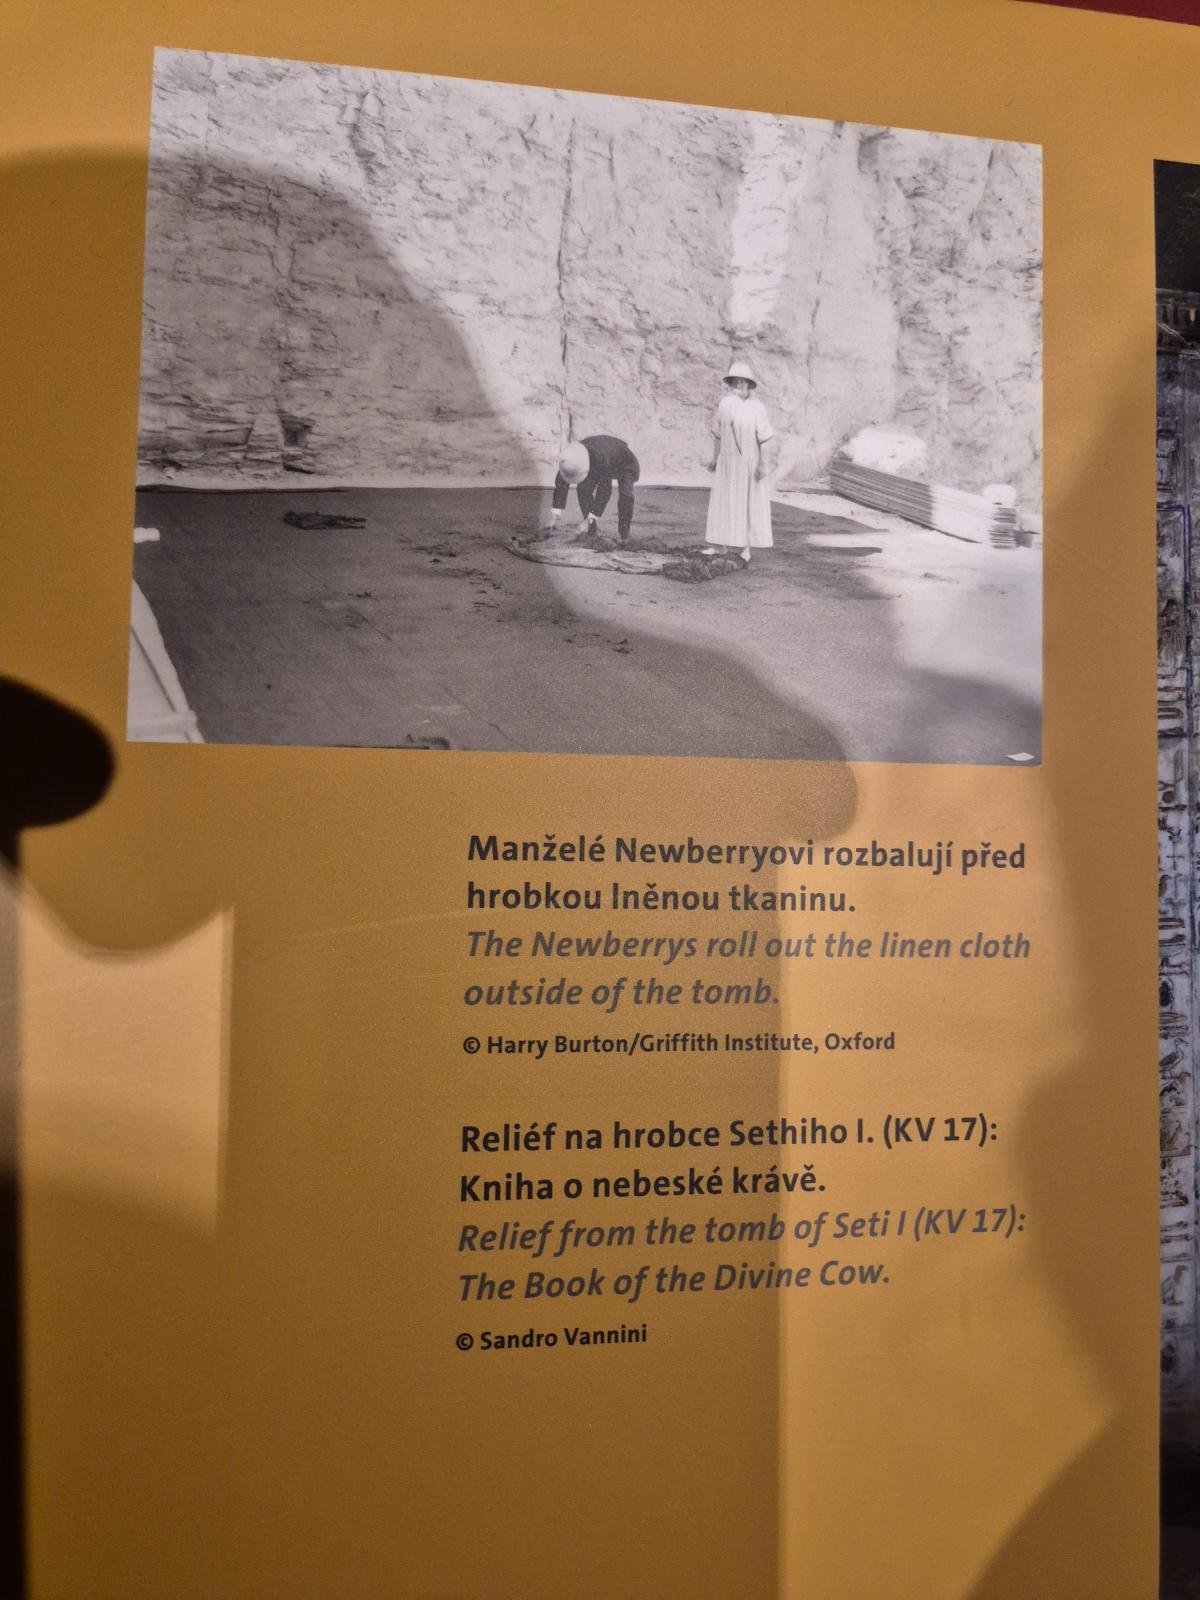 Manželé Newberryovi rozbalují před
hrobkou lněnou tkaninu.
The Newberrys roll out the linen cloth
outside of the tomb.
© Harry Burton/Griffith Institute, Oxford
Reliéf na hrobce Sethiho I. (KV 17):
Kniha o nebeské krávě.
Relief from the tomb of Seti I (KV 17):
The Book of the Divine Cow.
© Sandro Vannini